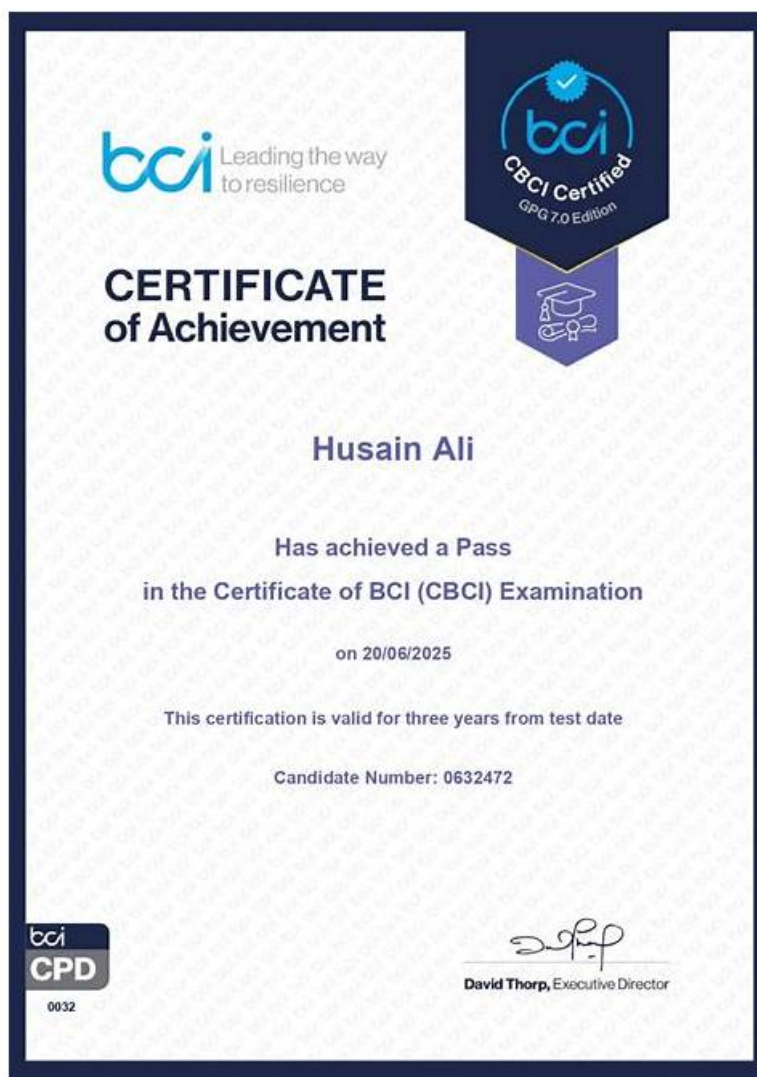 bci Leading the way
to resilience
bci
CBCI Certified
GPG 7.0 Edition
CERTIFICATE
of Achievement
Husain Ali
Has achieved a Pass
in the Certificate of BCI (CBCI) Examination
on 20/06/2025
This certification is valid for three years from test date
Candidate Number: 0632472
bci
CPD
0032
David Thorp, Executive Director